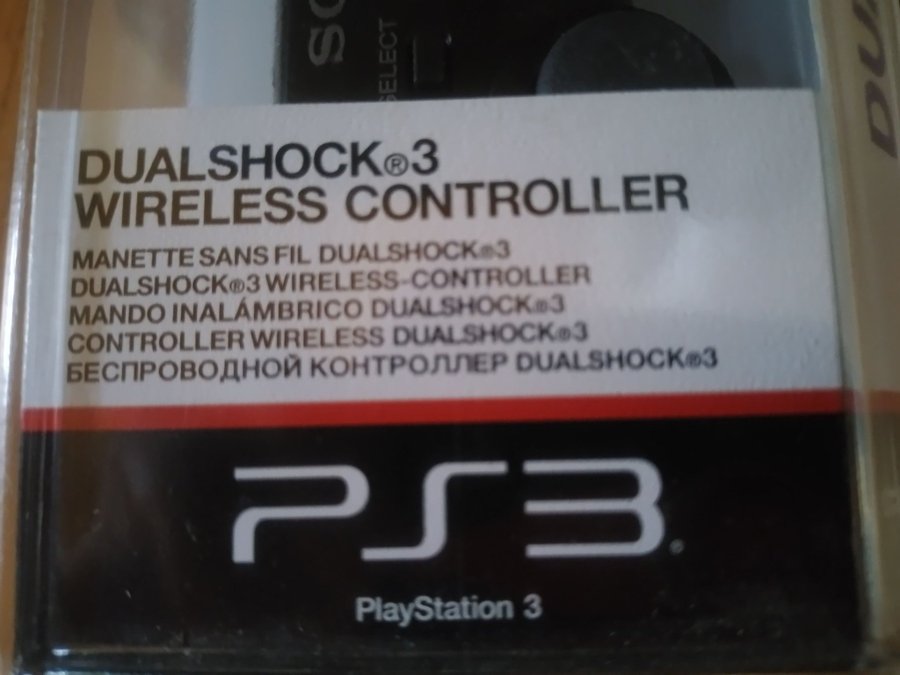 SELECT
DUALSHOCK®3
WIRELESS CONTROLLER
MANETTE SANS FIL DUALSHOCK®3
DUALSHOCK®3 WIRELESS-CONTROLLER
MANDO INALÁMBRICO DUALSHOCK®3
CONTROLLER WIRELESS DUALSHOCK®3
БЕСПРОВОДНОЙ КОНТРОЛЛЕР DUALSHOCK®3
PS3
PlayStation 3